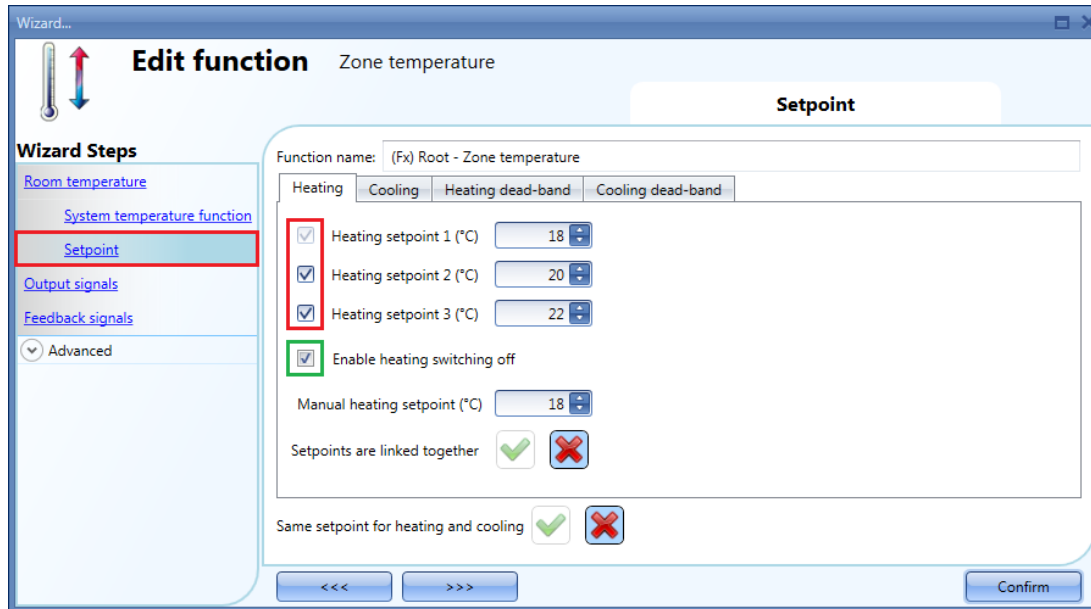 Wizard...
Edit function Zone temperature
Setpoint
Wizard Steps
Room temperature
System temperature function
Setpoint
Output signals
Feedback signals
Advanced
Function name: (Fx) Root - Zone temperature
Heating Cooling Heating dead-band Cooling dead-band
Heating setpoint 1 (°C) 18
Heating setpoint 2 (°C) 20
Heating setpoint 3 (°C) 22
Enable heating switching off
Manual heating setpoint (°C) 18
Setpoints are linked together
Same setpoint for heating and cooling
<<< >>> Confirm